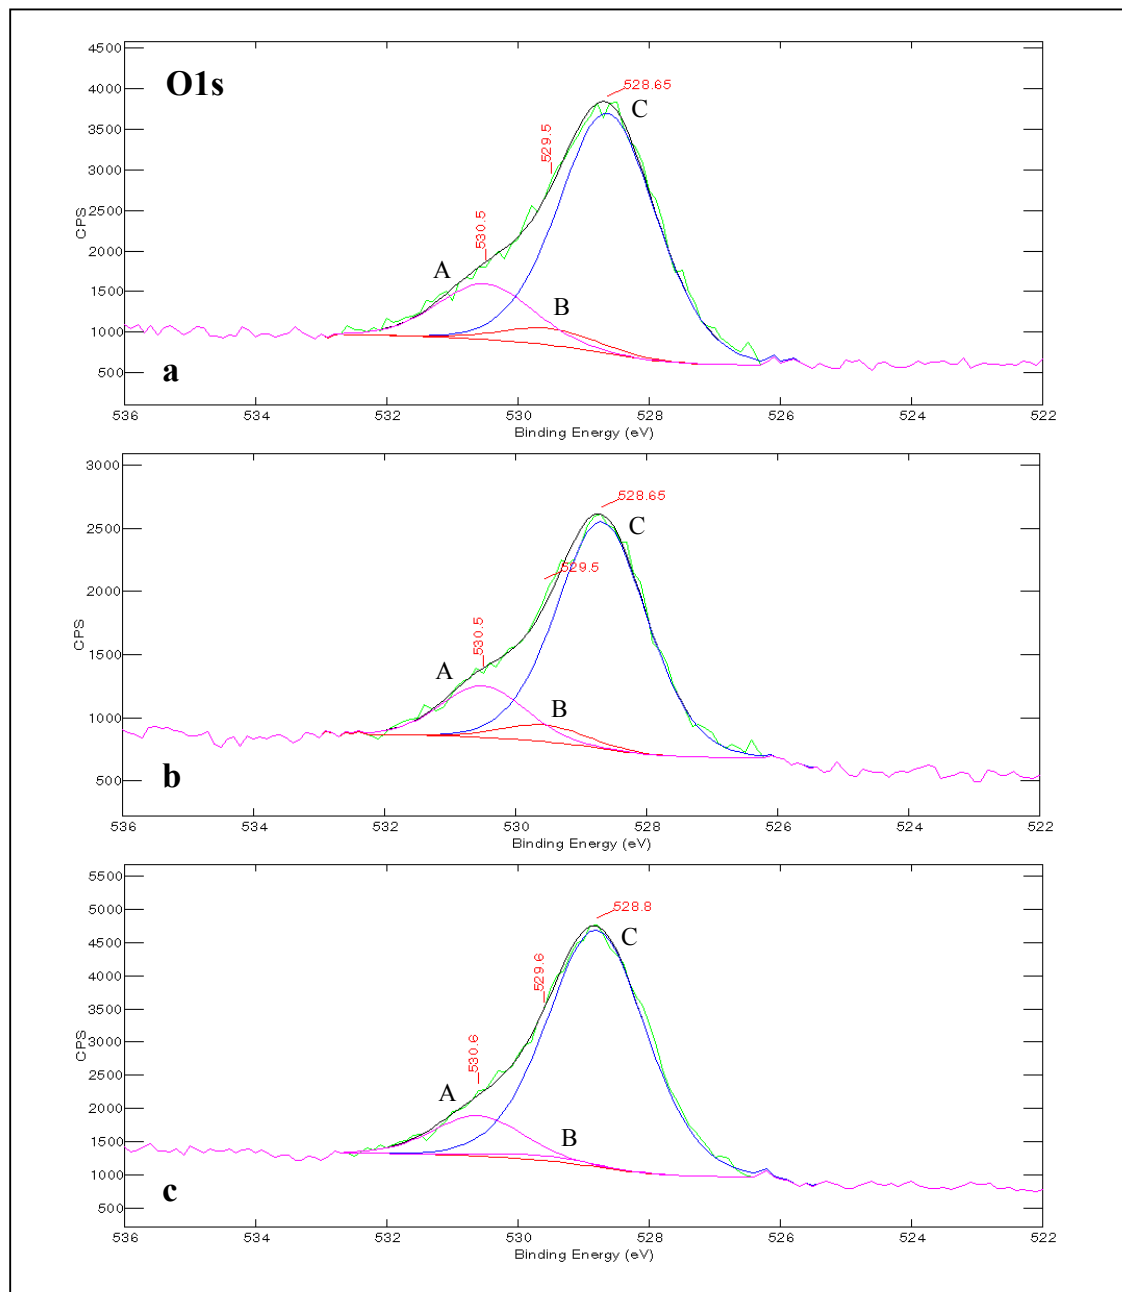 4500
O1s
528.65
4000
C
3500
529.5
3000
CPS
2500
530.5
2000
A
1500
B
1000
500
a
536 534 532 530 528 526 524 522
Binding Energy (eV)
3000
528.65
2500
C
529.5
2000
CPS
530.5
1500
A
B
1000
500
b
536 534 532 530 528 526 524 522
Binding Energy (eV)
5500
528.8
5000
C
4500
529.6
4000
3500
3000
CPS
530.6
2500
2000
A
B
1500
1000
c
500
536 534 532 530 528 526 524 522
Binding Energy (eV)